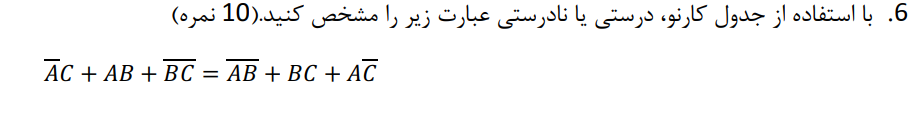 6. با استفاده از جدول کارنو، درستی یا نادرستی عبارت زیر را مشخص کنید.(10 نمره)
A̅C + AB + B̅C̅ = A̅B̅ + BC + AC̅